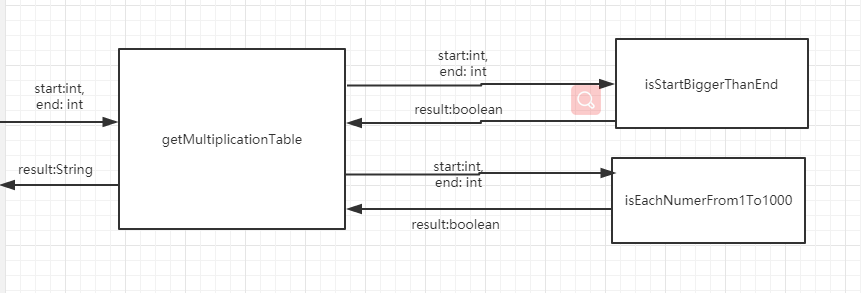 start:int,
end: int
result:String
getMultiplicationTable
start:int,
end: int
result:boolean
isStartBiggerThanEnd
start:int,
end: int
result:boolean
isEachNumerFrom1To1000